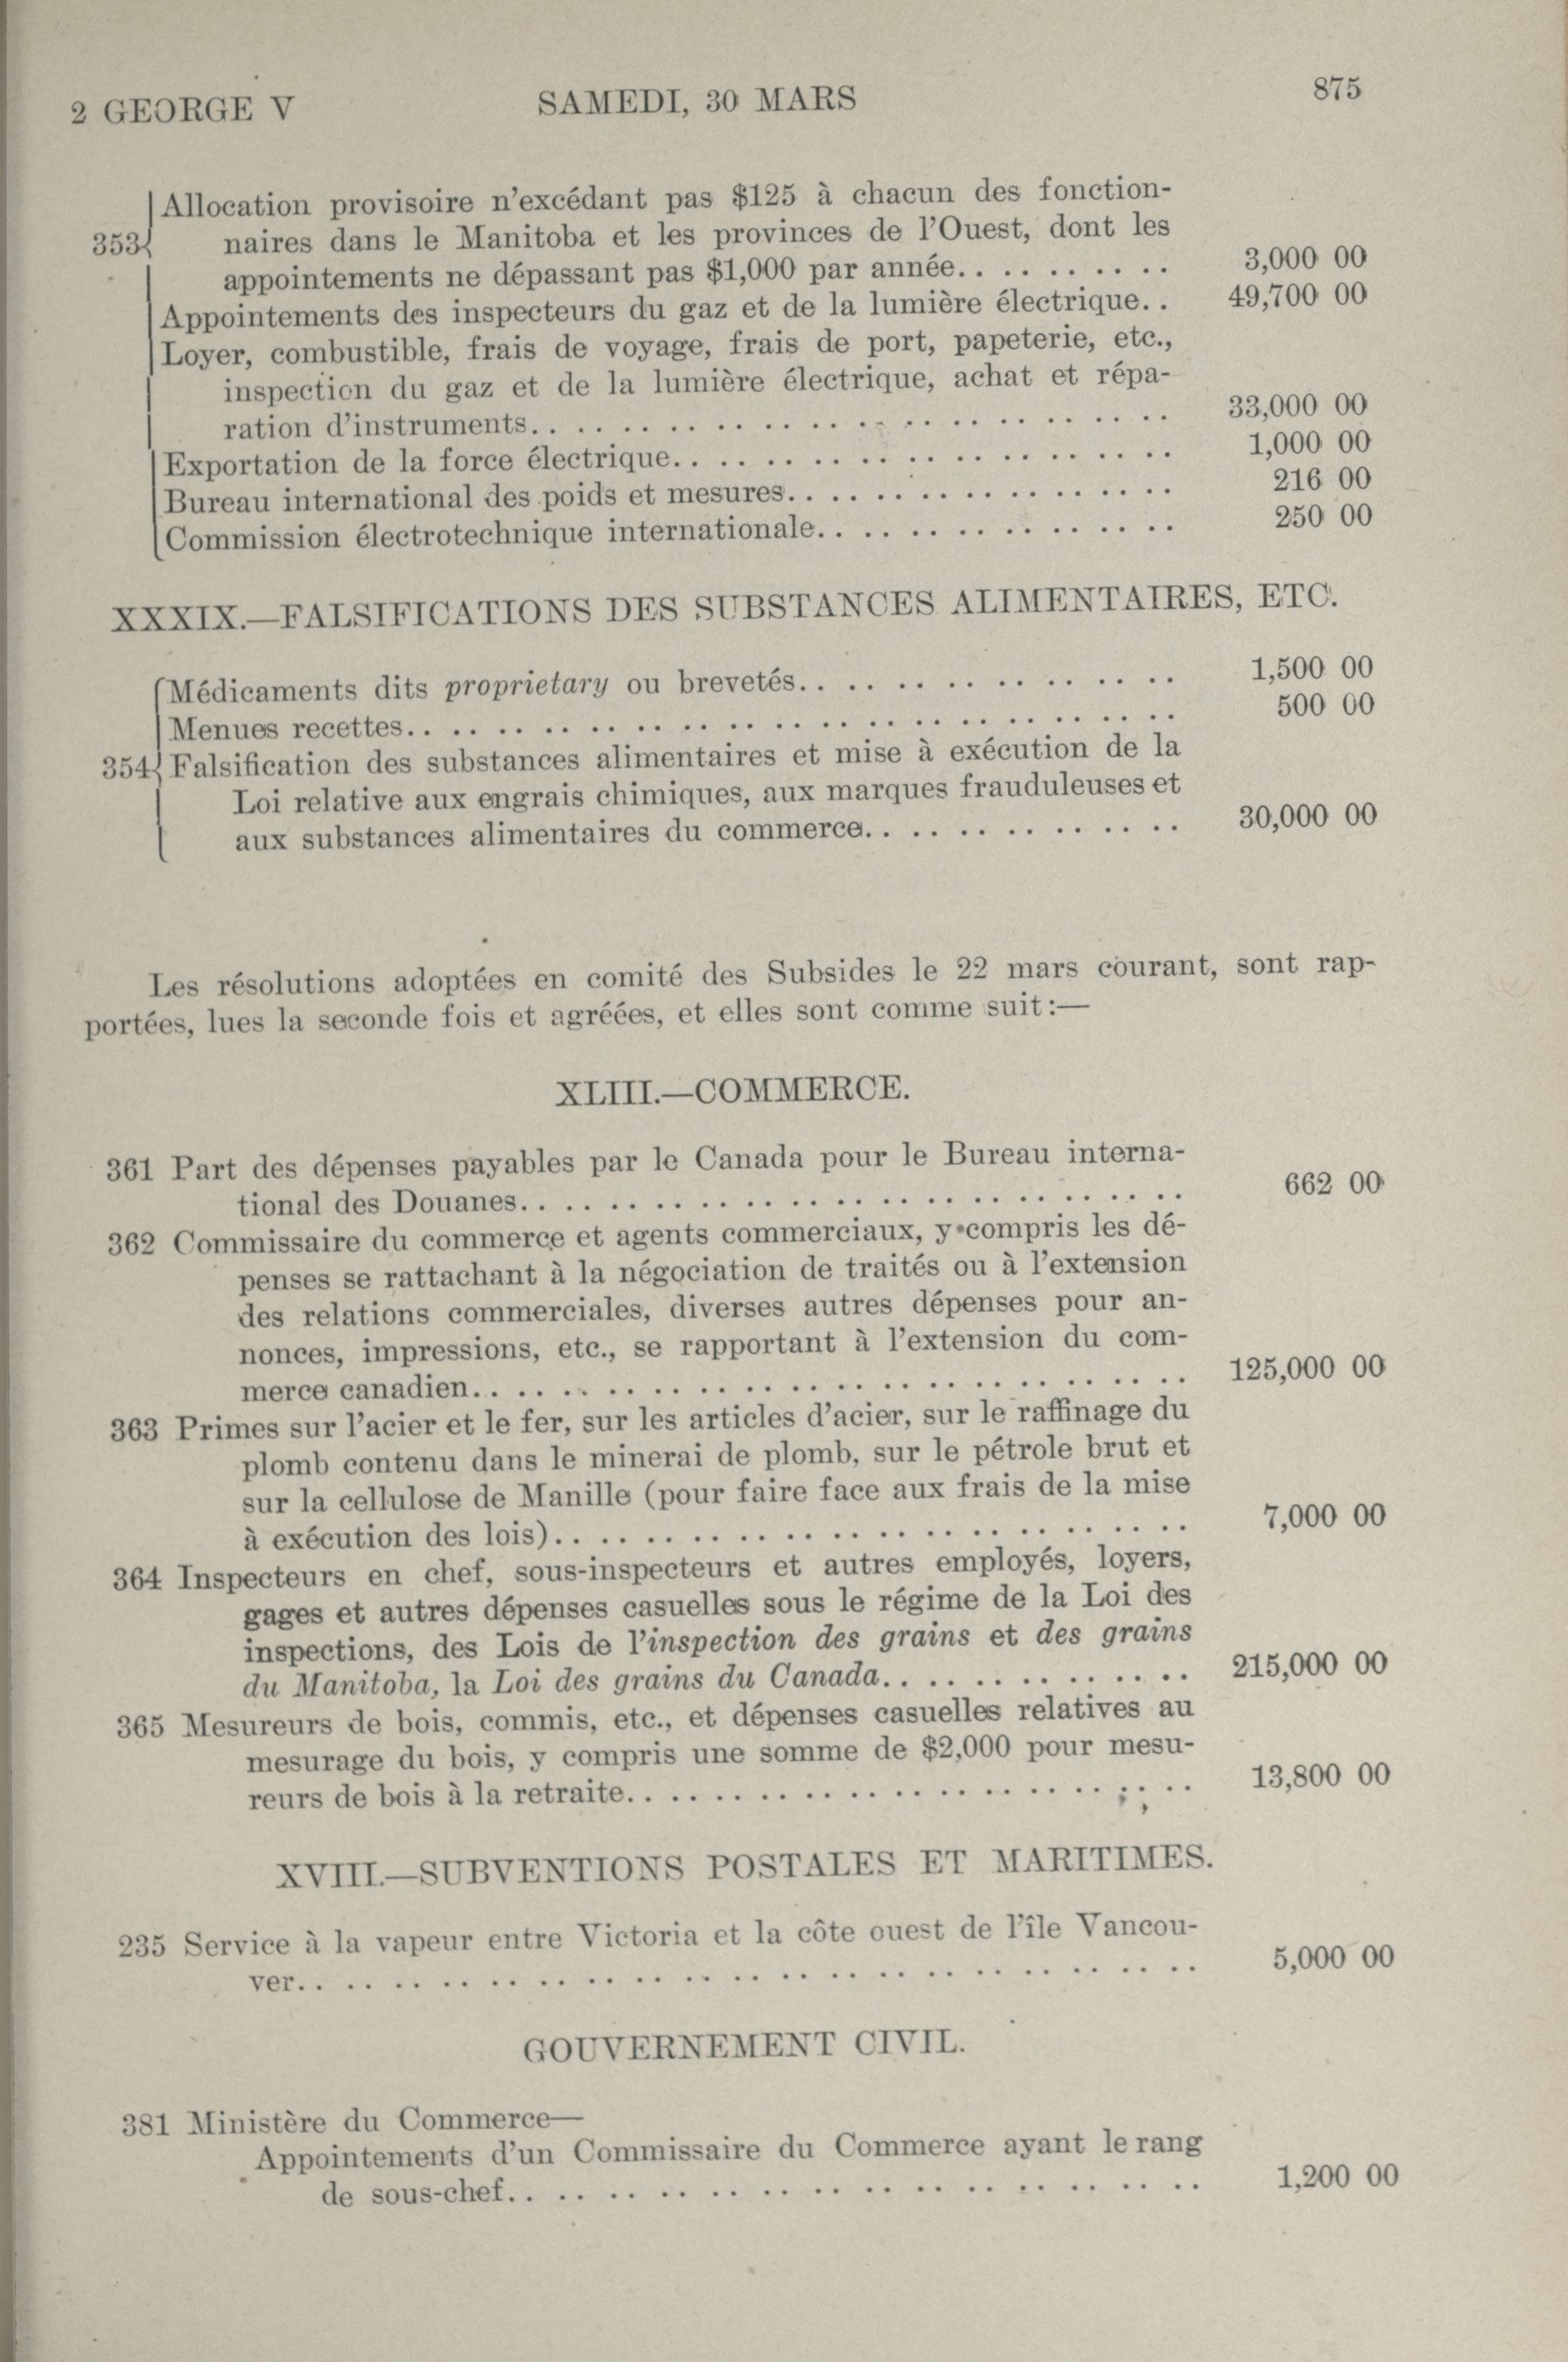 2 GEORGE V SAMEDI, 30 MARS 875
Allocation provisoire n'excédant pas $125 à chacun des fonction-
353 naires dans le Manitoba et les provinces de l'Ouest, dont les
appointements ne dépassant pas $1,000 par année.. .. .. .. .. 3,000 00
Appointements des inspecteurs du gaz et de la lumière électrique. . 49,700 00
Loyer, combustible, frais de voyage, frais de port, papeterie, etc.,
inspection du gaz et de la lumière électrique, achat et répa-
ration d'instruments.. .. .. .. .. .. .. .. .. .. .. .. .. .. 33,000 00
Exportation de la force électrique.. .. .. .. .. .. .. .. .. .. .. 1,000 00
Bureau international des poids et mesures.. .. .. .. .. .. .. .. .. 216 00
Commission électrotechnique internationale.. .. .. .. .. .. .. .. 250 00
XXXIX.—FALSIFICATIONS DES SUBSTANCES ALIMENTAIRES, ETC.
Médicaments dits proprietary ou brevetés.. .. .. .. .. .. .. .. 1,500 00
Menues recettes.. .. .. .. .. .. .. .. .. .. .. .. .. .. .. .. .. 500 00
354 Falsification des substances alimentaires et mise à exécution de la
Loi relative aux engrais chimiques, aux marques frauduleuses et
aux substances alimentaires du commerce.. .. .. .. .. .. .. 30,000 00
Les résolutions adoptées en comité des Subsides le 22 mars courant, sont rap-
portées, lues la seconde fois et agréées, et elles sont comme suit:—
XLIII.—COMMERCE.
361 Part des dépenses payables par le Canada pour le Bureau interna-
tional des Douanes.. .. .. .. .. .. .. .. .. .. .. .. .. .. .. 662 00
362 Commissaire du commerce et agents commerciaux, y compris les dé-
penses se rattachant à la négociation de traités ou à l'extension
des relations commerciales, diverses autres dépenses pour an-
nonces, impressions, etc., se rapportant à l'extension du com-
merce canadien.. .. .. .. .. .. .. .. .. .. .. .. .. .. .. .. 125,000 00
363 Primes sur l'acier et le fer, sur les articles d'acier, sur le raffinage du
plomb contenu dans le minerai de plomb, sur le pétrole brut et
sur la cellulose de Manille (pour faire face aux frais de la mise
à exécution des lois).. .. .. .. .. .. .. .. .. .. .. .. .. .. 7,000 00
364 Inspecteurs en chef, sous-inspecteurs et autres employés, loyers,
gages et autres dépenses casuelles sous le régime de la Loi des
inspections, des Lois de l'inspection des grains et des grains
du Manitoba, la Loi des grains du Canada.. .. .. .. .. .. .. 215,000 00
365 Mesureurs de bois, commis, etc., et dépenses casuelles relatives au
mesurage du bois, y compris une somme de $2,000 pour mesu-
reurs de bois à la retraite.. .. .. .. .. .. .. .. .. .. .. .. .. 13,800 00
XVIII.—SUBVENTIONS POSTALES ET MARITIMES.
235 Service à la vapeur entre Victoria et la côte ouest de l'île Vancou-
ver.. .. .. .. .. .. .. .. .. .. .. .. .. .. .. .. .. .. .. 5,000 00
GOUVERNEMENT CIVIL.
381 Ministère du Commerce—
Appointements d'un Commissaire du Commerce ayant le rang
de sous-chef.. .. .. .. .. .. .. .. .. .. .. .. .. .. 1,200 00